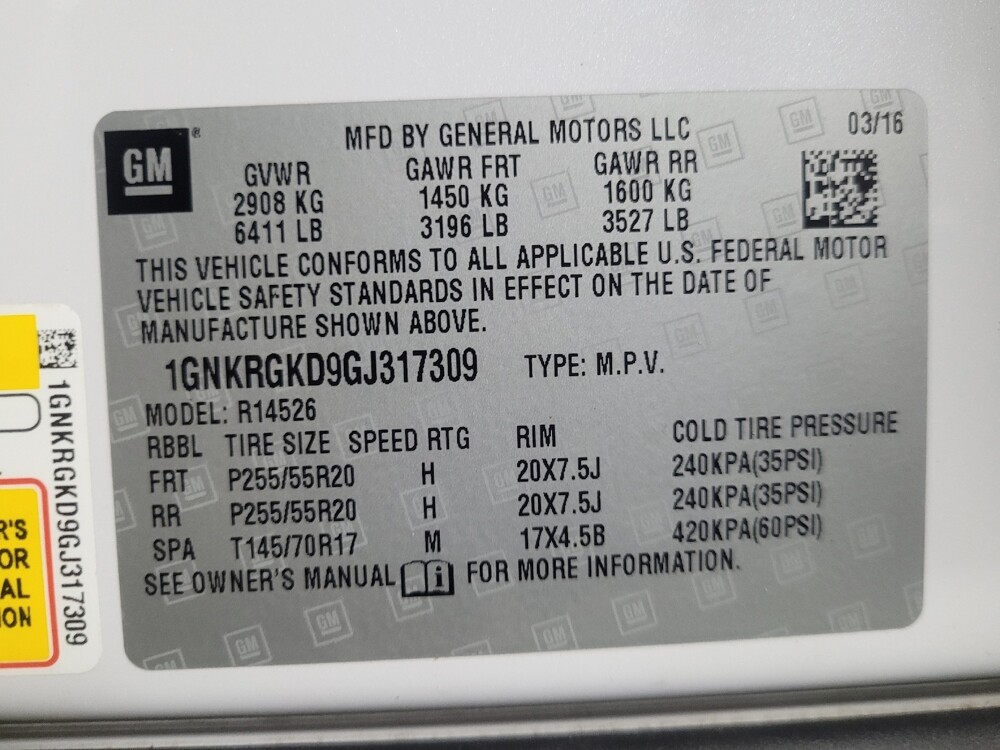 GM ®
MFD BY GENERAL MOTORS LLC 03/16
GVWR GAWR FRT GAWR RR
2908 KG 1450 KG 1600 KG
6411 LB 3196 LB 3527 LB
THIS VEHICLE CONFORMS TO ALL APPLICABLE U.S. FEDERAL MOTOR
VEHICLE SAFETY STANDARDS IN EFFECT ON THE DATE OF
MANUFACTURE SHOWN ABOVE.
1GNKRGKD9GJ317309 TYPE: M.P.V.
MODEL: R14526
RBBL TIRE SIZE SPEED RTG RIM COLD TIRE PRESSURE
FRT P255/55R20 H 20X7.5J 240KPA(35PSI)
RR P255/55R20 H 20X7.5J 240KPA(35PSI)
SPA T145/70R17 M 17X4.5B 420KPA(60PSI)
SEE OWNER'S MANUAL i FOR MORE INFORMATION.
1GNKRGKD9GJ317309
R'S
OR
AL
ION